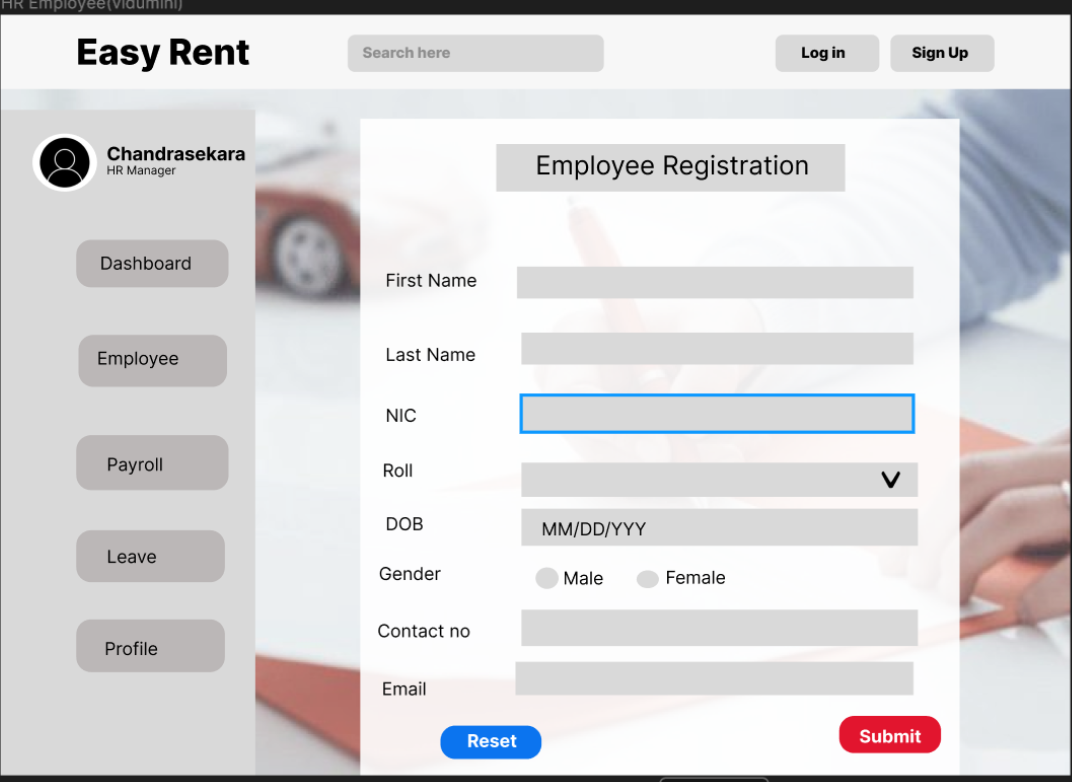 HR Employee(Vidumini)
Easy Rent
Search here
Log in
Sign Up
Chandrasekara
HR Manager
Dashboard
Employee
Payroll
Leave
Profile
Employee Registration
First Name
Last Name
NIC
Roll
DOB
MM/DD/YYY
Gender
Male
Female
Contact no
Email
Reset
Submit